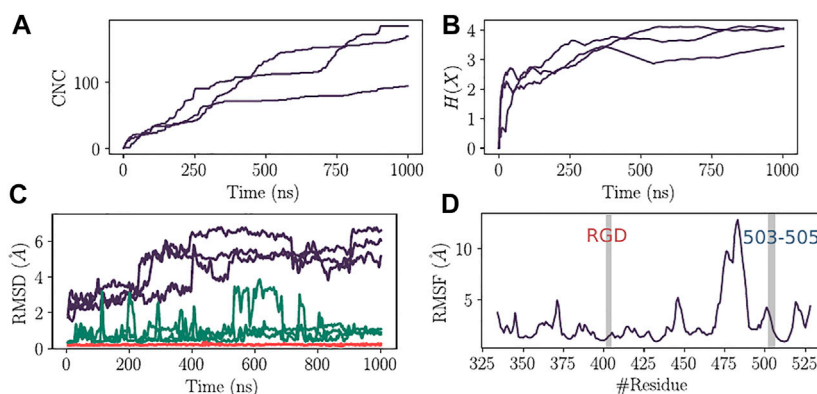 A
CNC
100
0
0 250 500 750 1000
Time (ns)
B
H(X)
4
3
2
1
0
0 250 500 750 1000
Time (ns)
C
RMSD (Å)
6
4
2
0
0 200 400 600 800 1000
Time (ns)
D
RMSF (Å)
10
5
RGD
503-505
325 350 375 400 425 450 475 500 525
#Residue